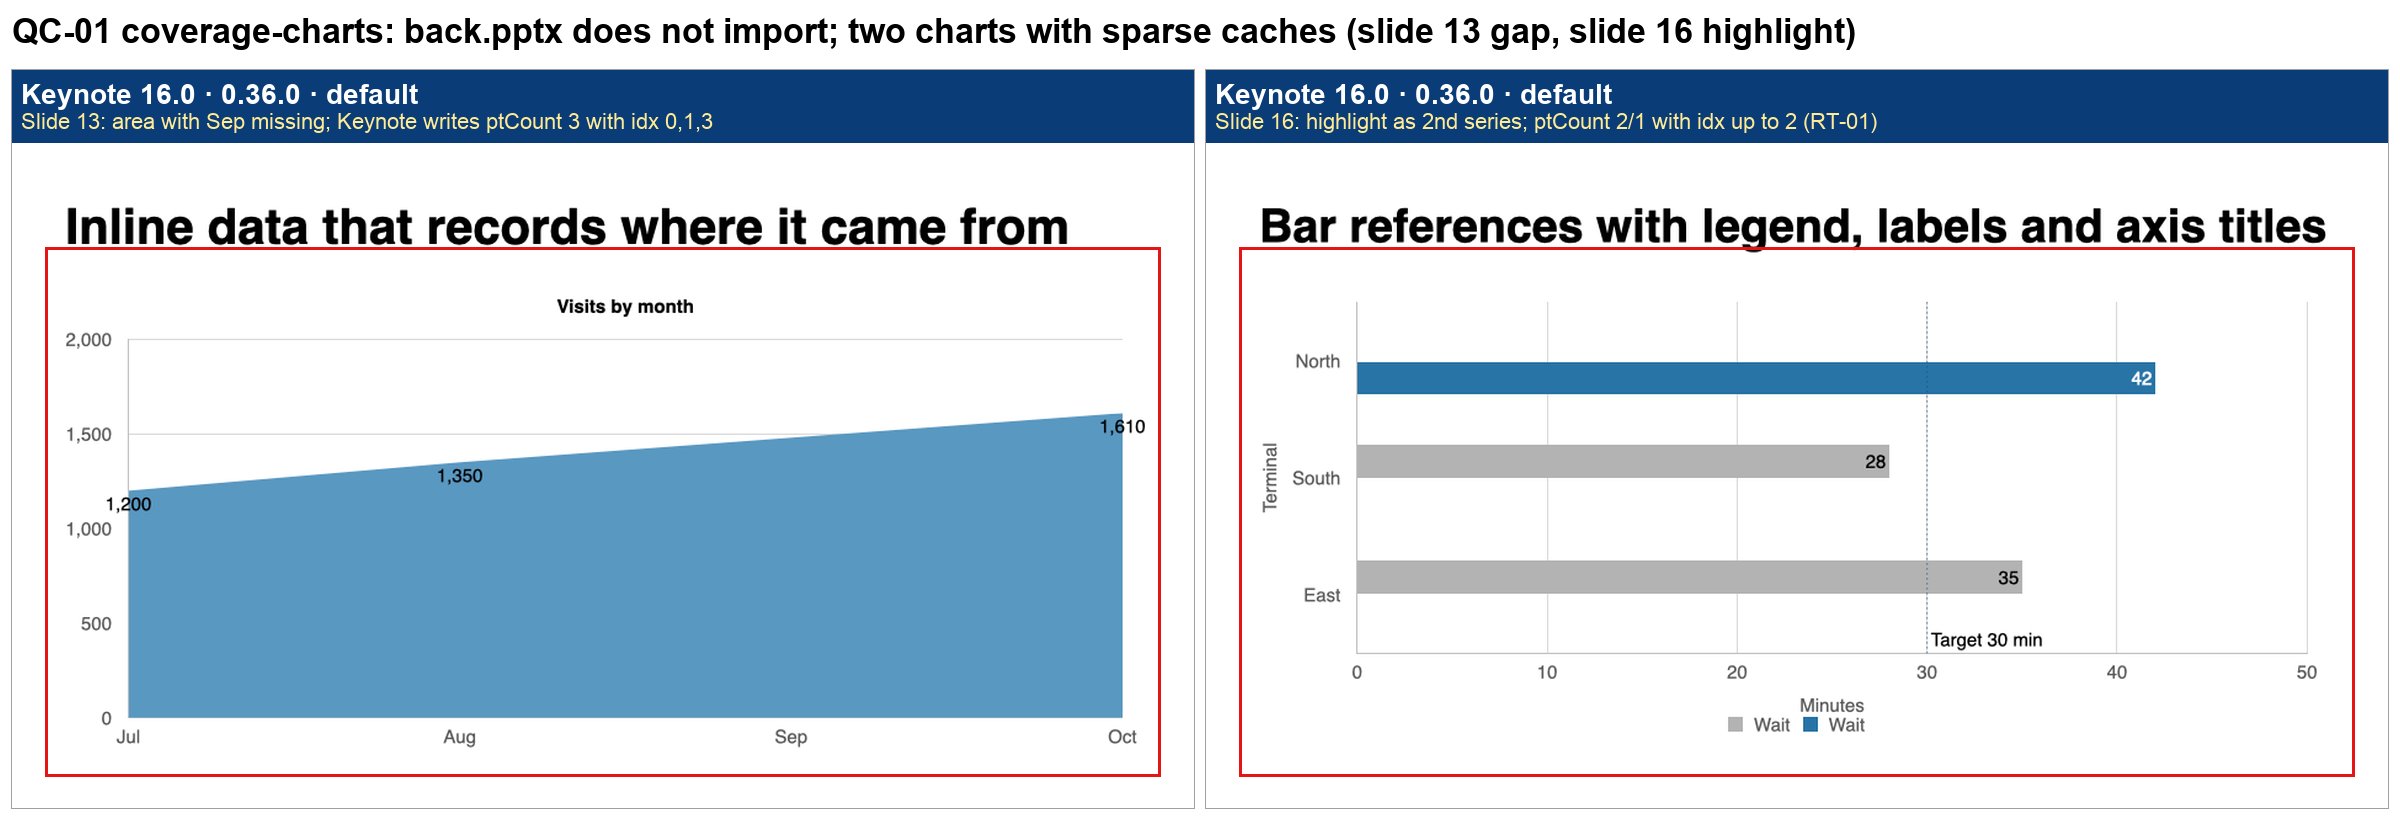 QC-01 coverage-charts: back.pptx does not import; two charts with sparse caches (slide 13 gap, slide 16 highlight)
Keynote 16.0 · 0.36.0 · default
Slide 13: area with Sep missing; Keynote writes ptCount 3 with idx 0,1,3
Inline data that records where it came from
Visits by month
2,000
1,500
1,000
500
0
1,200
1,350
1,610
Jul Aug Sep Oct
Keynote 16.0 · 0.36.0 · default
Slide 16: highlight as 2nd series; ptCount 2/1 with idx up to 2 (RT-01)
Bar references with legend, labels and axis titles
Terminal
North
42
South
28
East
35
Target 30 min
0 10 20 30 40 50
Minutes
Wait Wait